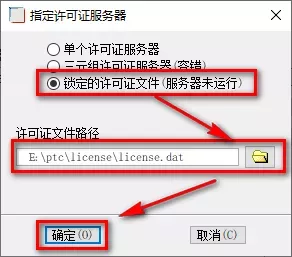 指定许可证服务器
单个许可证服务器
三元组许可证服务器(容错)
锁定的许可证文件(服务器未运行)
许可证文件路径
E:\ptc\license\license.dat
确定(O)
取消(C)